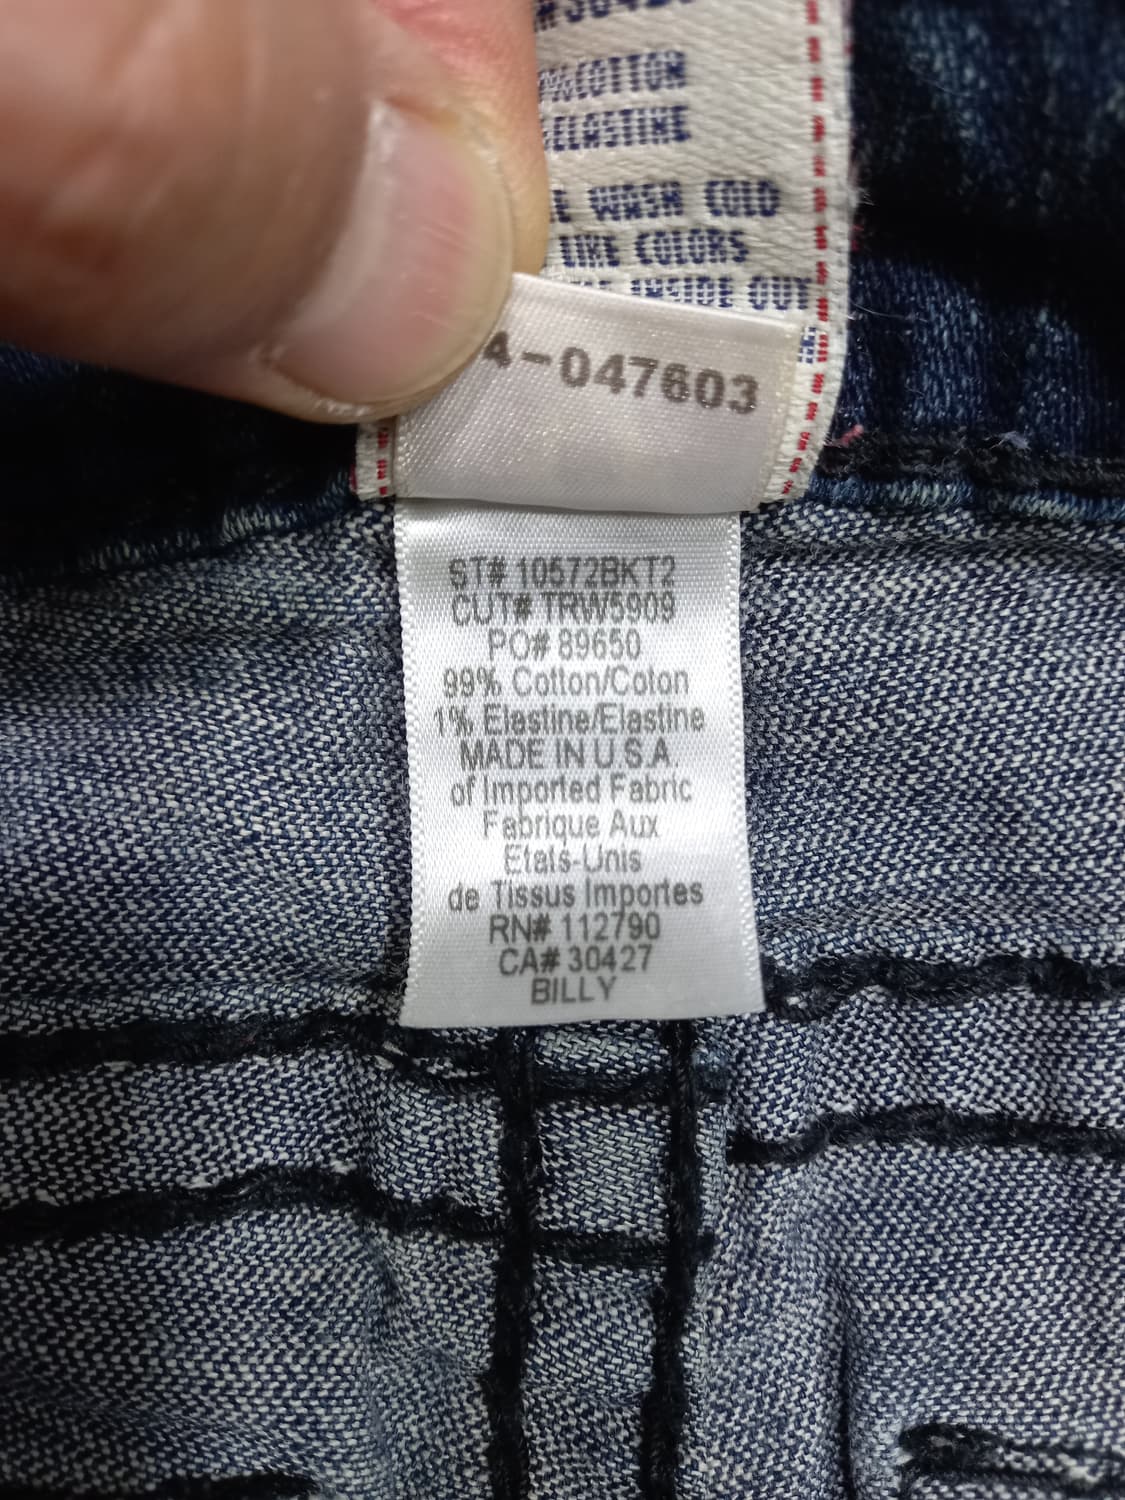 COTTON
ELASTINE
WASH COLD
LIKE COLORS
INSIDE OUT
4-047603
ST# 10572BKT2
CUT# TRW5909
PO# 89650
99% Cotton/Coton
1% Elastine/Elastine
MADE IN U.S.A.
of Imported Fabric
Fabrique Aux
Etats-Unis
de Tissus Importes
RN# 112790
CA# 30427
BILLY